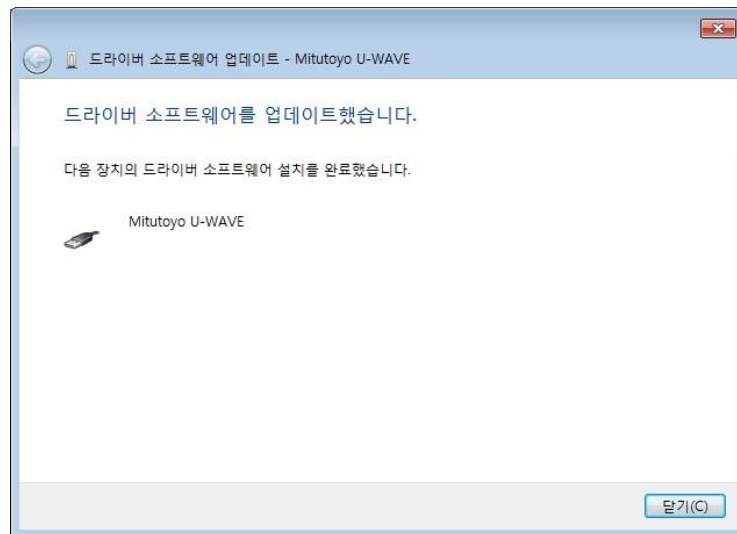 드라이버 소프트웨어 업데이트 - Mitutoyo U-WAVE
드라이버 소프트웨어를 업데이트했습니다.
다음 장치의 드라이버 소프트웨어 설치를 완료했습니다.
Mitutoyo U-WAVE
닫기(C)